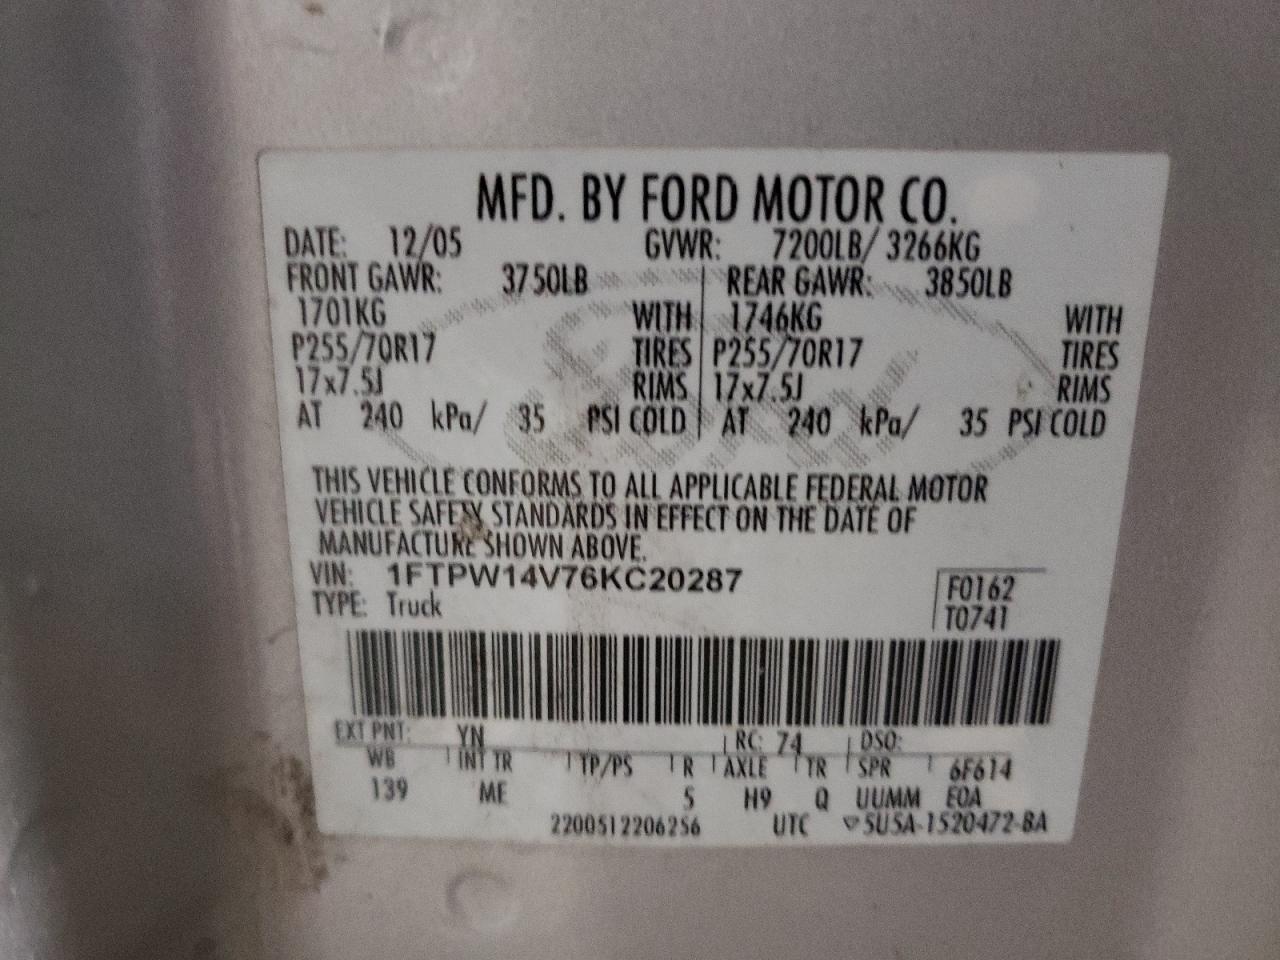 MFD. BY FORD MOTOR CO.
DATE: 12/05 GVWR: 7200LB/ 3266KG
FRONT GAWR: 3750LB REAR GAWR: 3850LB
1701KG WITH 1746KG WITH
P255/70R17 TIRES P255/70R17 TIRES
17x7.5J RIMS 17x7.5J RIMS
AT 240 kPa/ 35 PSI COLD AT 240 kPa/ 35 PSI COLD
THIS VEHICLE CONFORMS TO ALL APPLICABLE FEDERAL MOTOR
VEHICLE SAFETY STANDARDS IN EFFECT ON THE DATE OF
MANUFACTURE SHOWN ABOVE.
VIN: 1FTPW14V76KC20287 F0162
TYPE: Truck T0741
EXT PNT: YN RC: 74 DSO:
WB INT TR TP/PS R AXLE TR SPR 6F614
139 ME 5 H9 Q UUMM EOA
2200512206256 UTC ▽5U5A-1520472-BA